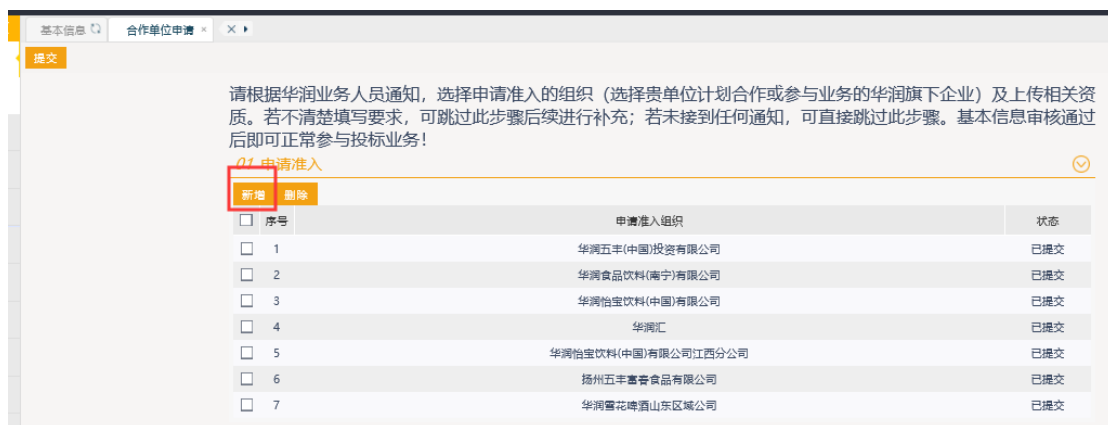 基本信息 合作单位申请 × ×
提交
请根据华润业务人员通知，选择申请准入的组织（选择贵单位计划合作或参与业务的华润旗下企业）及上传相关资
质。若不清楚填写要求，可跳过此步骤后续进行补充；若未接到任何通知，可直接跳过此步骤。基本信息审核通过
后即可正常参与投标业务！
01 申请准入
新增 删除
序号 申请准入组织 状态
1 华润五丰(中国)投资有限公司 已提交
2 华润食品饮料(南宁)有限公司 已提交
3 华润怡宝饮料(中国)有限公司 已提交
4 华润汇 已提交
5 华润怡宝饮料(中国)有限公司江西分公司 已提交
6 扬州五丰富春食品有限公司 已提交
7 华润雪花啤酒山东区域公司 已提交